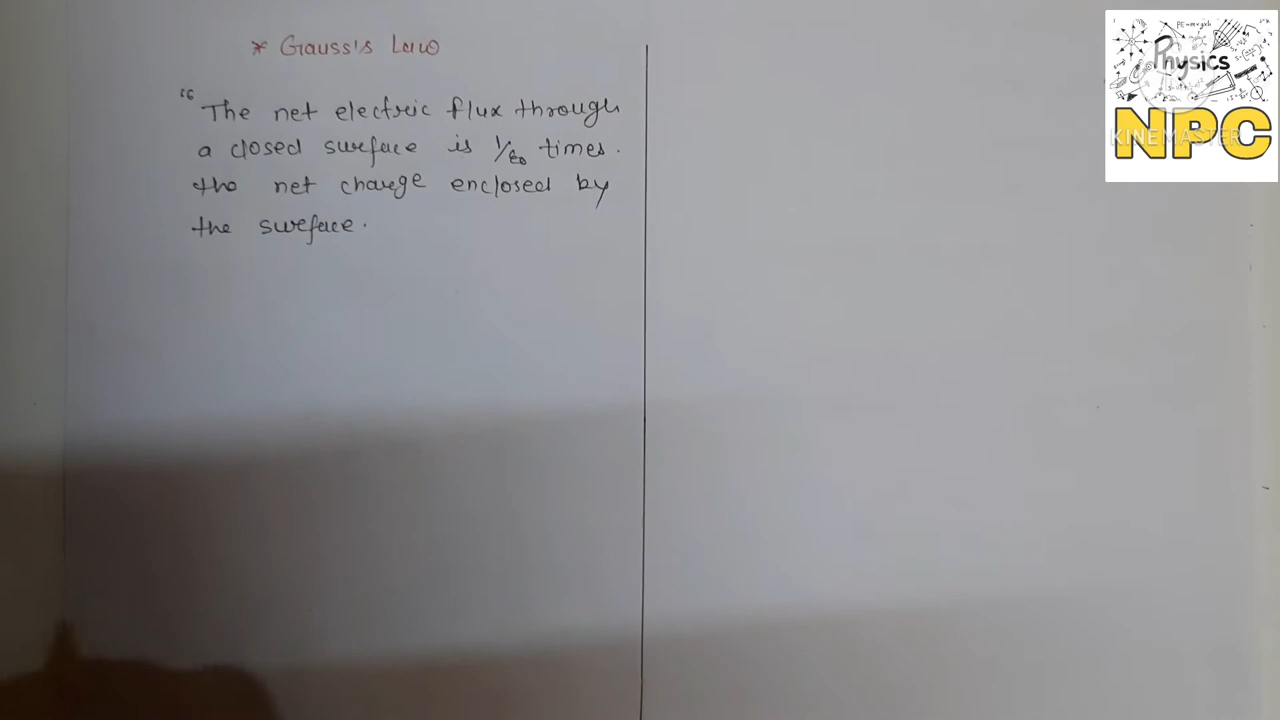 * Gauss's Law
"The net electric flux through
a closed surface is 1/ε₀ times.
the net charge enclosed by
the surface.
Physics
NPC
KINEMASTER